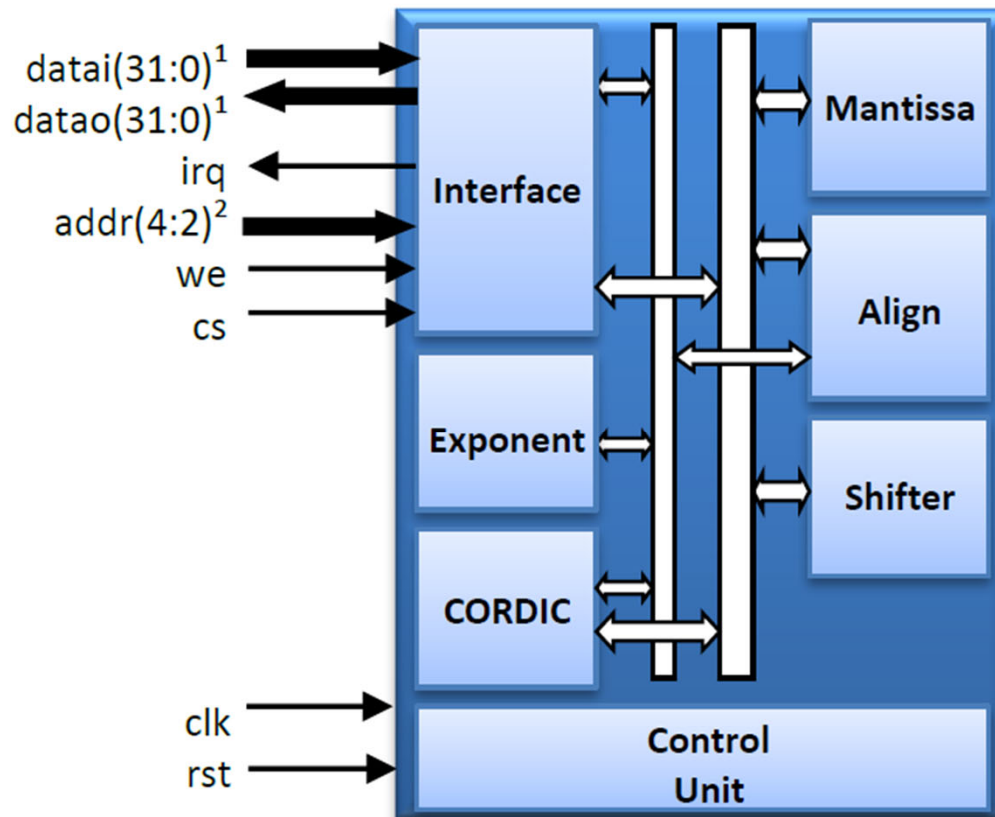 datai(31:0)¹
datao(31:0)¹
irq
addr(4:2)²
we
cs
clk
rst
Interface
Exponent
CORDIC
Mantissa
Align
Shifter
Control
Unit